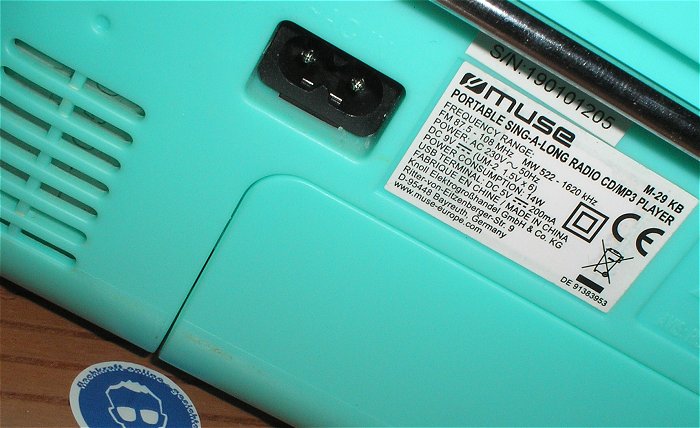 S/N:190101205
muse M-29 KB
PORTABLE SING-A-LONG RADIO CD/MP3 PLAYER
FREQUENCY RANGE:
FM 87.5 - 108 MHz MW 522 - 1620 kHz
POWER: AC 230V ~ 50Hz
DC 9V ⎓ (UM-2, 1.5V x 6)
POWER CONSUMPTION: 14W
USB TERMINAL: DC 5V ⎓ 200mA
FABRIQUE EN CHINE / MADE IN CHINA
Knoll Elektrogroßhandel GmbH & Co. KG
Ritter-von-Eitzenberger-Str. 9
D-95448 Bayreuth, Germany
www.muse-europe.com
CE
DE 91383953
flachkraft-online